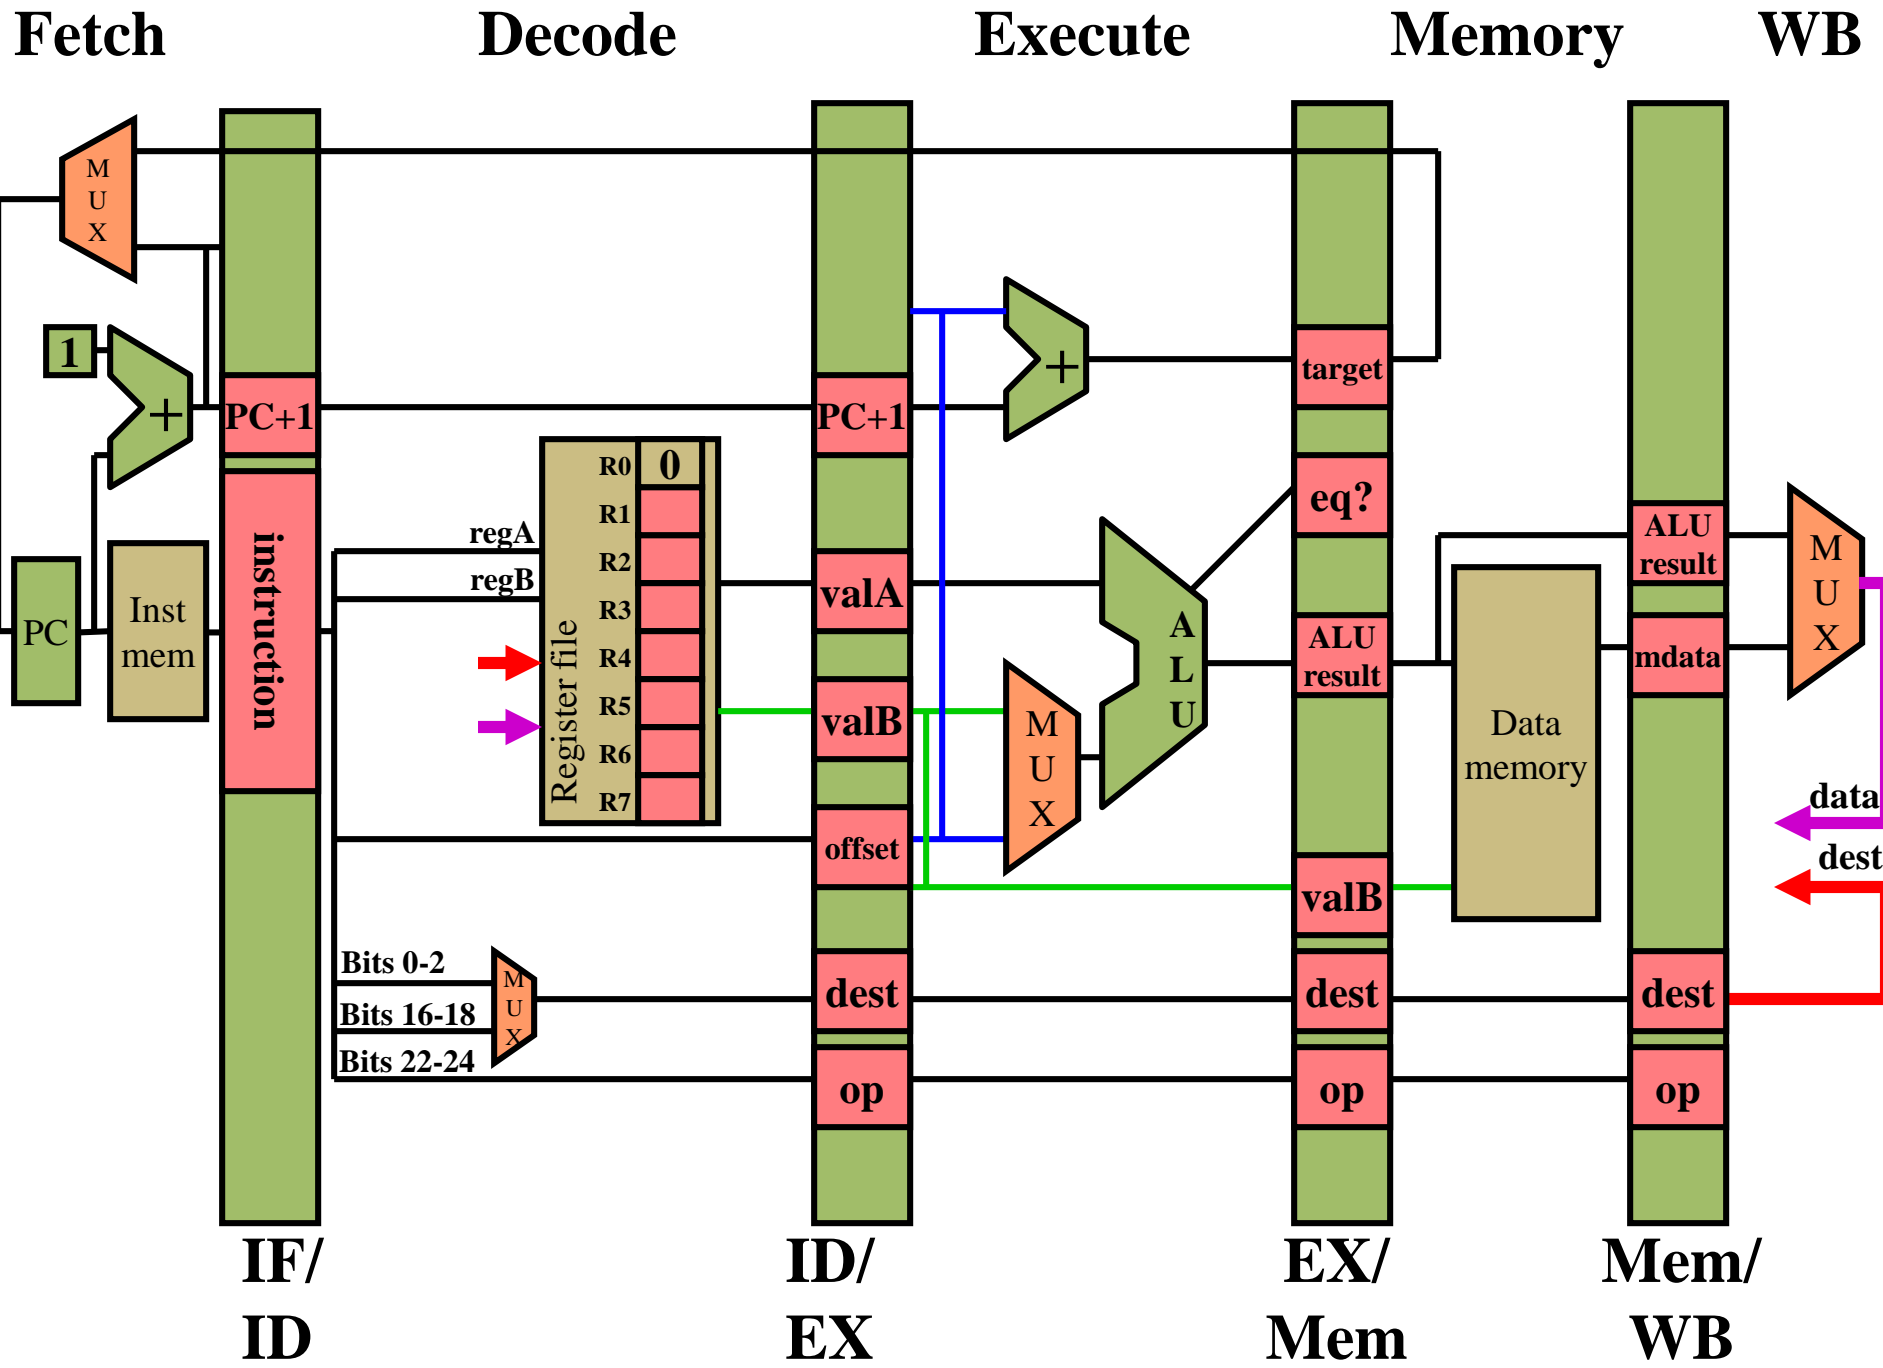 Fetch
Decode
Execute
Memory
WB
M
U
X
1
+
PC+1
PC
Inst
mem
instruction
regA
regB
Register file
R0
0
R1
R2
R3
R4
R5
R6
R7
Bits 0-2
Bits 16-18
Bits 22-24
M
U
X
PC+1
valA
valB
offset
dest
op
+
M
U
X
A
L
U
target
eq?
ALU
result
valB
dest
op
Data
memory
ALU
result
mdata
dest
op
M
U
X
data
dest
IF/
ID
ID/
EX
EX/
Mem
Mem/
WB